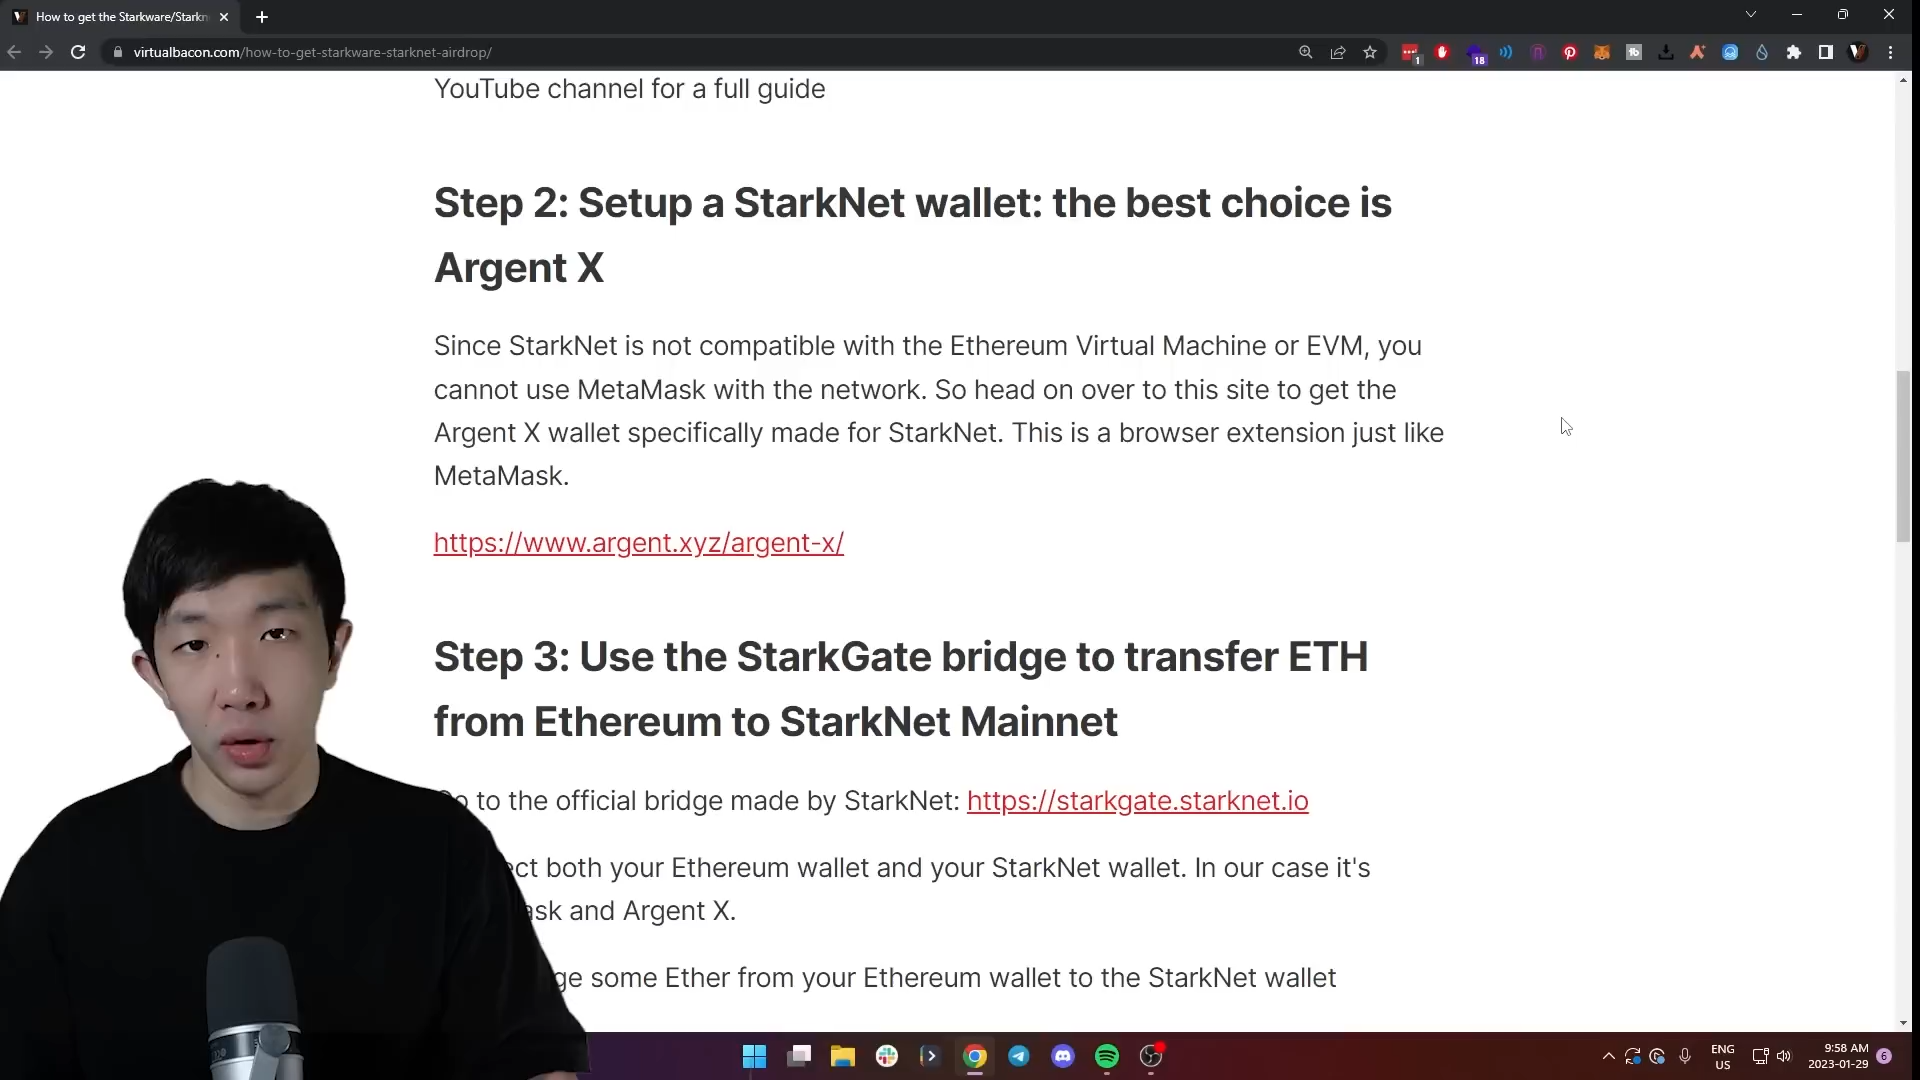 How to get the Starkware/Starkn
virtualbacon.com/how-to-get-starkware-starknet-airdrop/
1
18
YouTube channel for a full guide
Step 2: Setup a StarkNet wallet: the best choice is
Argent X
Since StarkNet is not compatible with the Ethereum Virtual Machine or EVM, you
cannot use MetaMask with the network. So head on over to this site to get the
Argent X wallet specifically made for StarkNet. This is a browser extension just like
MetaMask.
https://www.argent.xyz/argent-x/
Step 3: Use the StarkGate bridge to transfer ETH
from Ethereum to StarkNet Mainnet
to the official bridge made by StarkNet: https://starkgate.starknet.io
ect both your Ethereum wallet and your StarkNet wallet. In our case it's
ask and Argent X.
ge some Ether from your Ethereum wallet to the StarkNet wallet
ENG
US
9:58 AM
2023-01-29
6